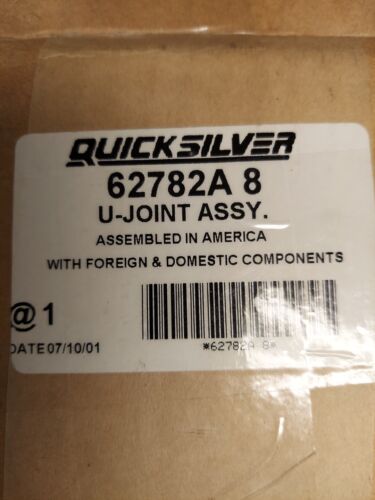 QUICKSILVER
62782A 8
U-JOINT ASSY.
ASSEMBLED IN AMERICA
WITH FOREIGN & DOMESTIC COMPONENTS
@ 1
DATE 07/10/01
*62782A 8*